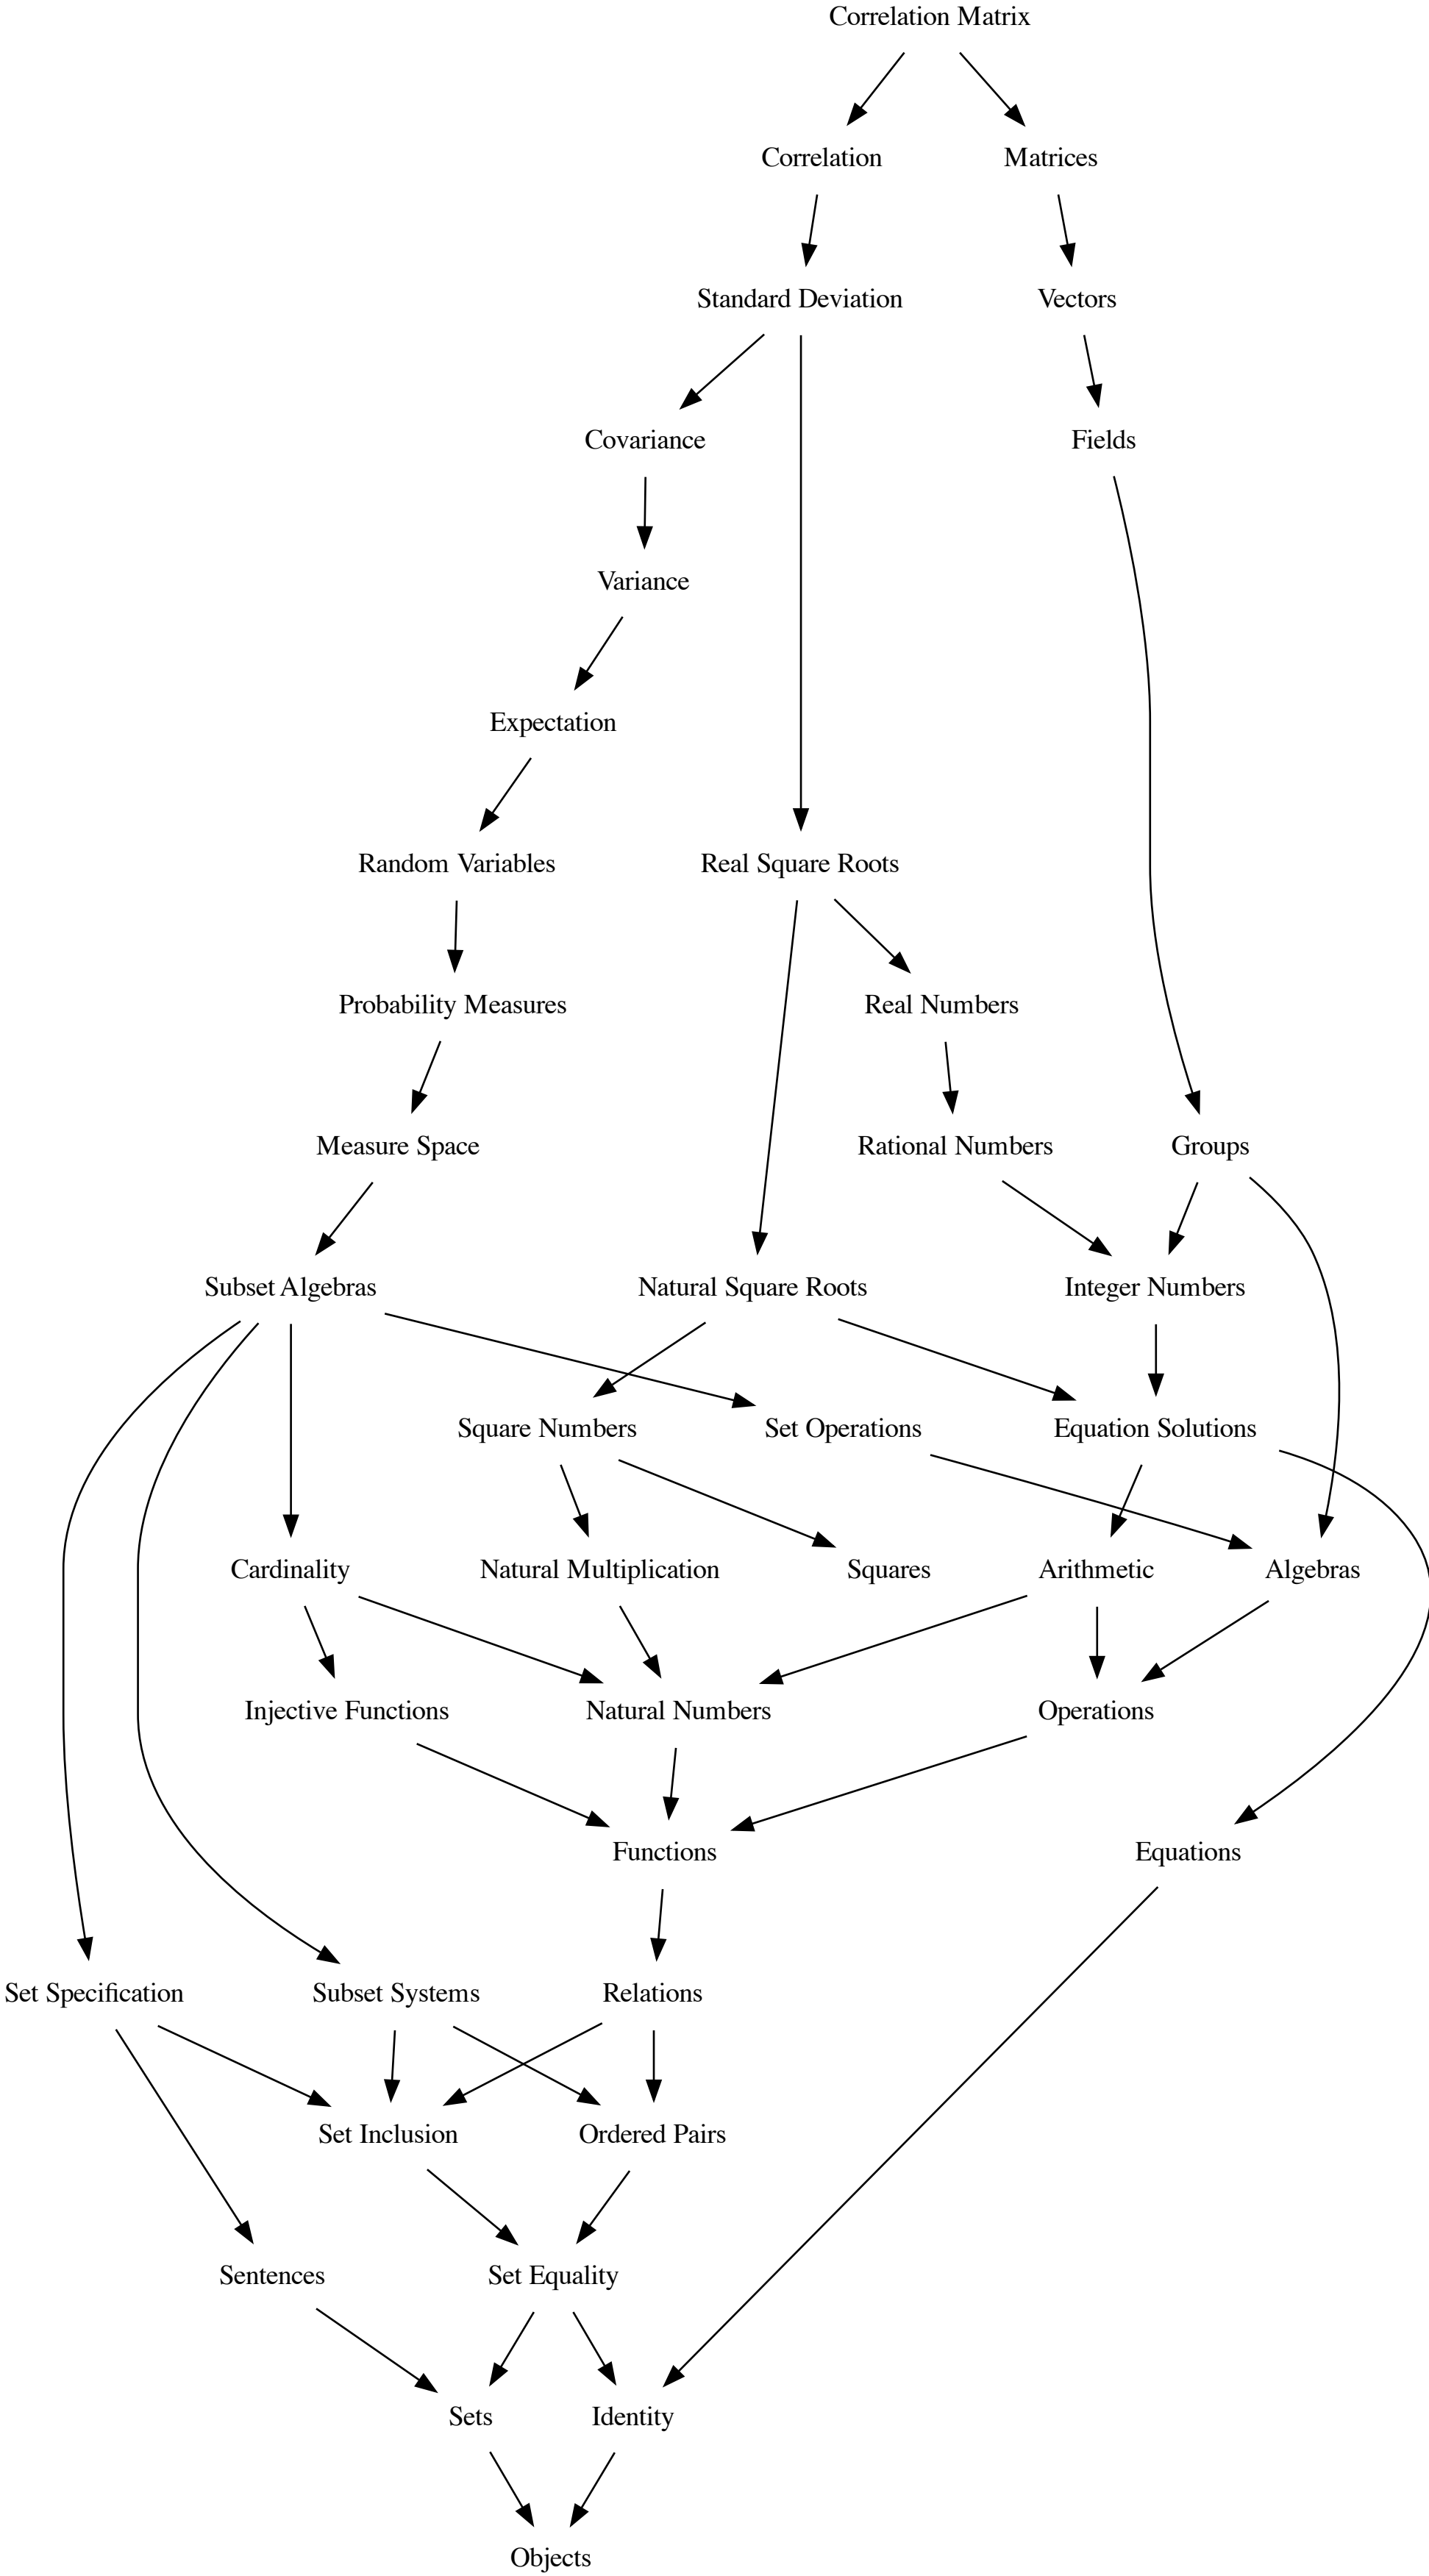 Correlation Matrix
Correlation
Matrices
Standard Deviation
Vectors
Covariance
Fields
Variance
Expectation
Random Variables
Real Square Roots
Probability Measures
Real Numbers
Measure Space
Rational Numbers
Groups
Subset Algebras
Natural Square Roots
Integer Numbers
Square Numbers
Set Operations
Equation Solutions
Cardinality
Natural Multiplication
Squares
Arithmetic
Algebras
Injective Functions
Natural Numbers
Operations
Functions
Equations
Set Specification
Subset Systems
Relations
Set Inclusion
Ordered Pairs
Sentences
Set Equality
Sets
Identity
Objects